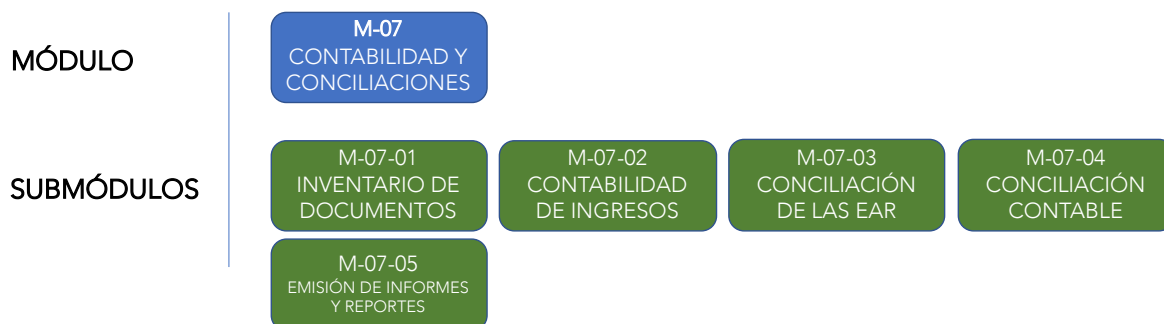 MÓDULO
M-07
CONTABILIDAD Y
CONCILIACIONES
SUBMÓDULOS
M-07-01
INVENTARIO DE
DOCUMENTOS
M-07-02
CONTABILIDAD
DE INGRESOS
M-07-03
CONCILIACIÓN
DE LAS EAR
M-07-04
CONCILIACIÓN
CONTABLE
M-07-05
EMISIÓN DE INFORMES
Y REPORTES